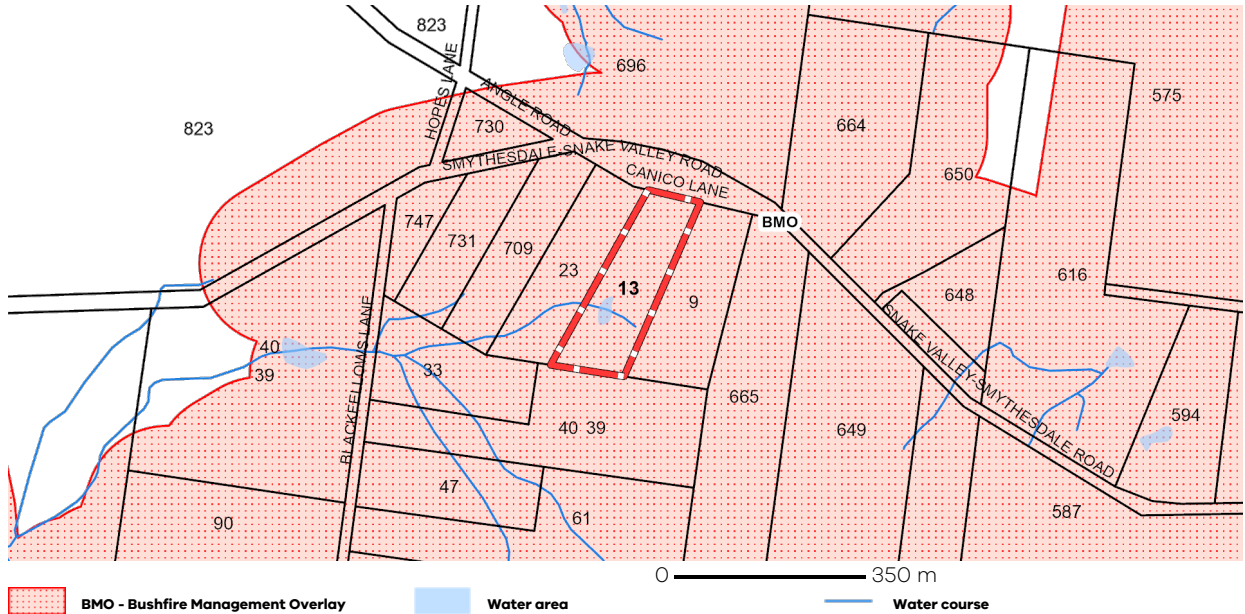 823
696
575
HOPES LANE
ANGLE ROAD
823
730
664
SMYTHESDALE-SNAKE VALLEY ROAD
CANICO LANE
650
747
731
709
BMO
23
13
9
616
648
BLACKFELLOWS LANE
SNAKE VALLEY-SMYTHESDALE ROAD
40
39
33
665
649
594
40 39
47
61
90
587
0 350 m
BMO - Bushfire Management Overlay
Water area
Water course